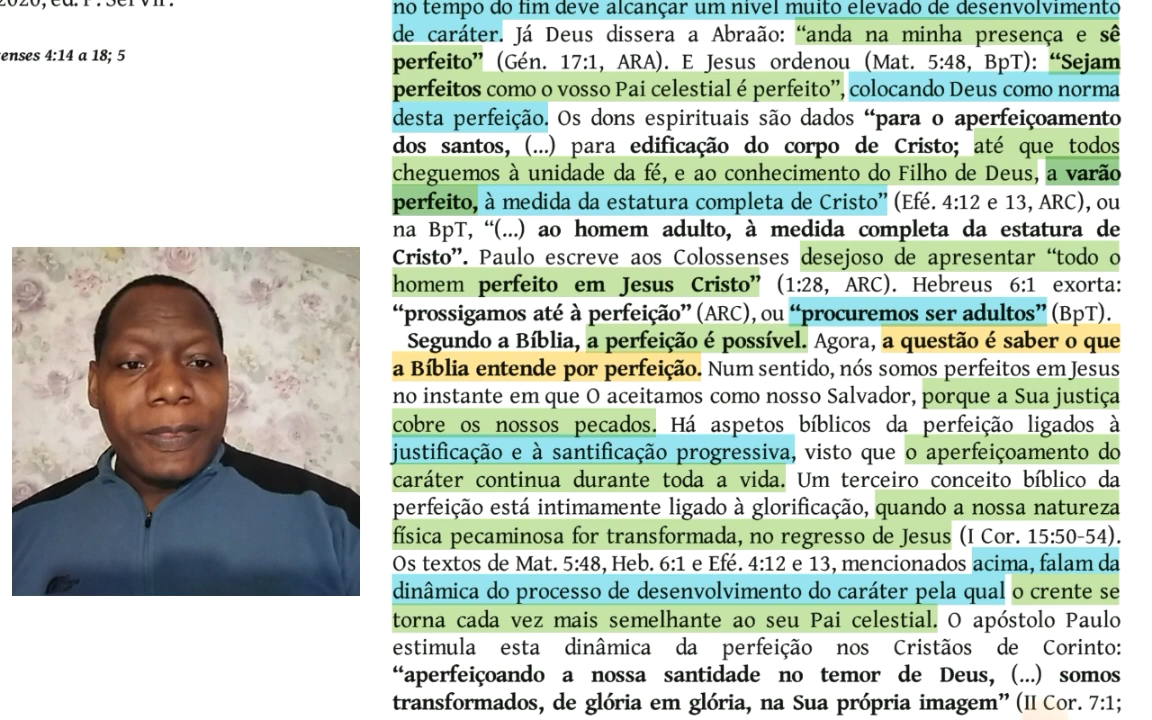 2020, ed. P. SerVir.
enses 4:14 a 18; 5
no tempo do fim deve alcançar um nível muito elevado de desenvolvimento
de caráter. Já Deus dissera a Abraão: “anda na minha presença e sê
perfeito” (Gén. 17:1, ARA). E Jesus ordenou (Mat. 5:48, BpT): “Sejam
perfeitos como o vosso Pai celestial é perfeito”, colocando Deus como norma
desta perfeição. Os dons espirituais são dados “para o aperfeiçoamento
dos santos, (...) para edificação do corpo de Cristo; até que todos
cheguemos à unidade da fé, e ao conhecimento do Filho de Deus, a varão
perfeito, à medida da estatura completa de Cristo” (Efé. 4:12 e 13, ARC), ou
na BpT, “(...) ao homem adulto, à medida completa da estatura de
Cristo”. Paulo escreve aos Colossenses desejoso de apresentar “todo o
homem perfeito em Jesus Cristo” (1:28, ARC). Hebreus 6:1 exorta:
“prossigamos até à perfeição” (ARC), ou “procuremos ser adultos” (BpT).
Segundo a Bíblia, a perfeição é possível. Agora, a questão é saber o que
a Bíblia entende por perfeição. Num sentido, nós somos perfeitos em Jesus
no instante em que O aceitamos como nosso Salvador, porque a Sua justiça
cobre os nossos pecados. Há aspetos bíblicos da perfeição ligados à
justificação e à santificação progressiva, visto que o aperfeiçoamento do
caráter continua durante toda a vida. Um terceiro conceito bíblico da
perfeição está intimamente ligado à glorificação, quando a nossa natureza
física pecaminosa for transformada, no regresso de Jesus (I Cor. 15:50-54).
Os textos de Mat. 5:48, Heb. 6:1 e Efé. 4:12 e 13, mencionados acima, falam da
dinâmica do processo de desenvolvimento do caráter pela qual o crente se
torna cada vez mais semelhante ao seu Pai celestial. O apóstolo Paulo
estimula esta dinâmica da perfeição nos Cristãos de Corinto:
“aperfeiçoando a nossa santidade no temor de Deus, (...) somos
transformados, de glória em glória, na Sua própria imagem” (II Cor. 7:1;